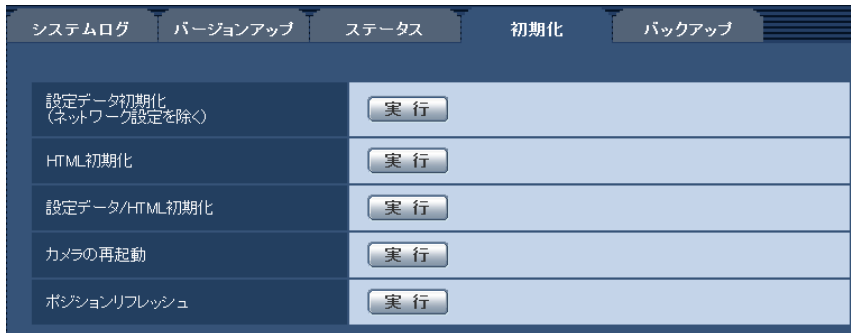 システムログ
バージョンアップ
ステータス
初期化
バックアップ
設定データ初期化
(ネットワーク設定を除く)
実 行
HTML初期化
実 行
設定データ/HTML初期化
実 行
カメラの再起動
実 行
ポジションリフレッシュ
実 行